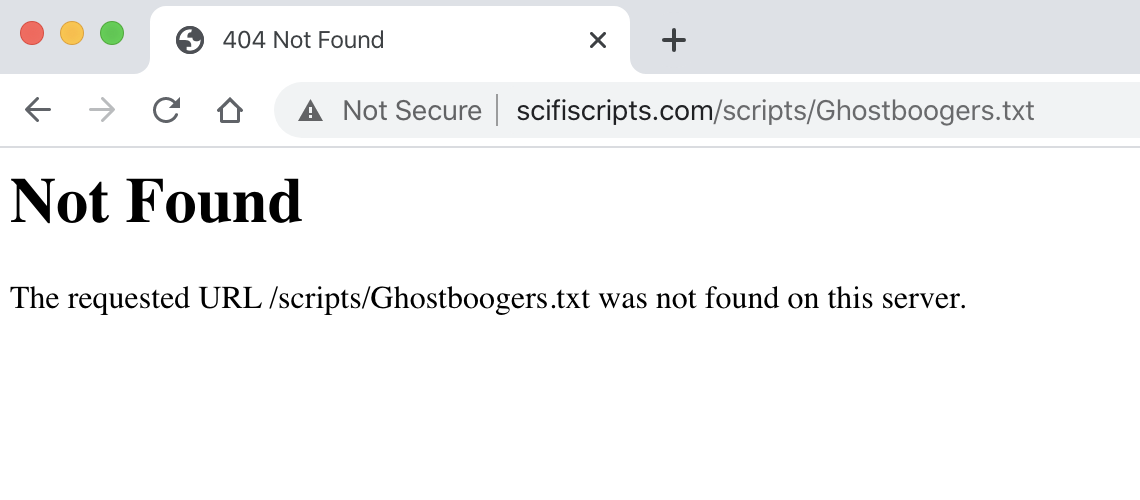 404 Not Found
Not Secure scifiscripts.com/scripts/Ghostboogers.txt
Not Found
The requested URL /scripts/Ghostboogers.txt was not found on this server.